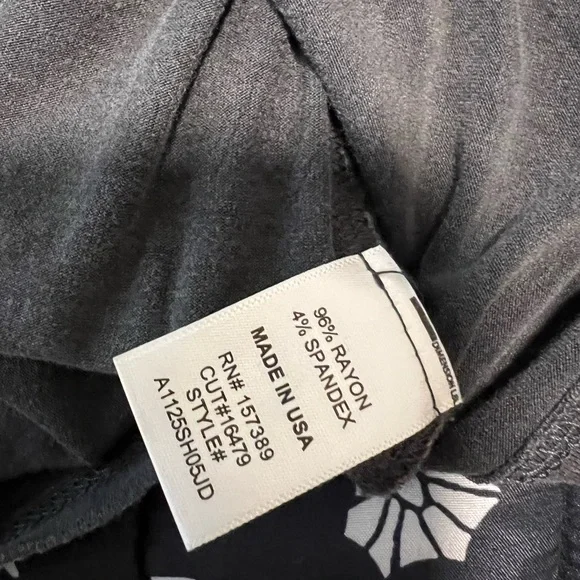 96% RAYON
4% SPANDEX
MADE IN USA
RN# 157389
CUT#16479
STYLE#
A1125SH05JD